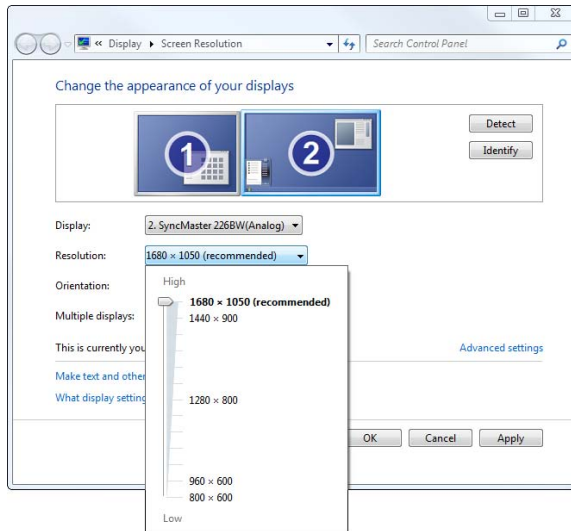 « Display ▸ Screen Resolution
Search Control Panel
Change the appearance of your displays
1
2
Detect
Identify
Display: 2. SyncMaster 226BW(Analog)
Resolution: 1680 × 1050 (recommended)
Orientation:
High
1680 × 1050 (recommended)
Multiple displays:
1440 × 900
This is currently you
Advanced settings
Make text and other
What display setting
1280 × 800
OK Cancel Apply
960 × 600
800 × 600
Low